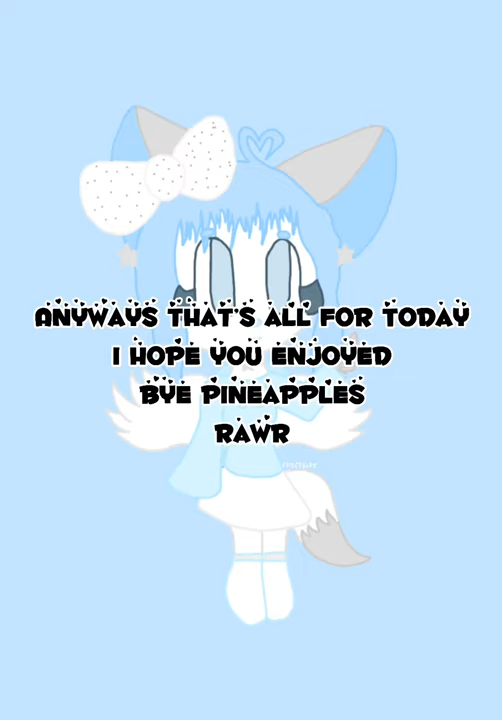 ANYWAYS THAT'S ALL FOR TODAY
I HOPE YOU ENJOYED
BYE PINEAPPLES
RAWR